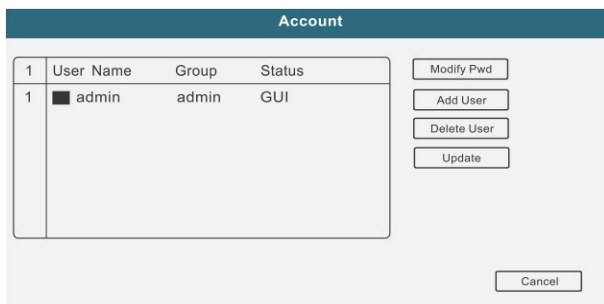 Account
1 User Name Group Status
1 admin admin GUI
Modify Pwd
Add User
Delete User
Update
Cancel